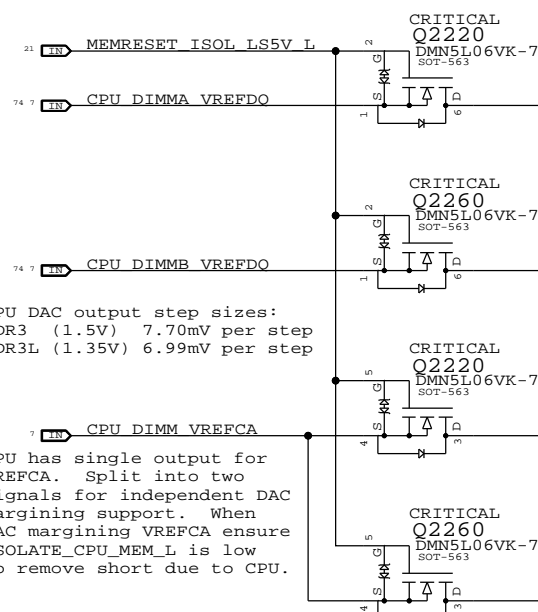 CRITICAL
Q2220
DMN5L06VK-7
SOT-563
21 IN MEMRESET_ISOL_LS5V_L
2
G
S
D
1
6
74 7 IN CPU_DIMMA_VREFDQ
CRITICAL
Q2260
DMN5L06VK-7
SOT-563
2
G
S
D
1
6
74 7 IN CPU_DIMMB_VREFDQ
PU DAC output step sizes:
DR3 (1.5V) 7.70mV per step
DR3L (1.35V) 6.99mV per step
CRITICAL
Q2220
DMN5L06VK-7
SOT-563
5
G
S
D
4
3
7 IN CPU_DIMM_VREFCA
PU has single output for
REFCA. Split into two
ignals for independent DAC
argining support. When
AC margining VREFCA ensure
SOLATE_CPU_MEM_L is low
o remove short due to CPU.
CRITICAL
Q2260
DMN5L06VK-7
SOT-563
5
G
S
D
4
3